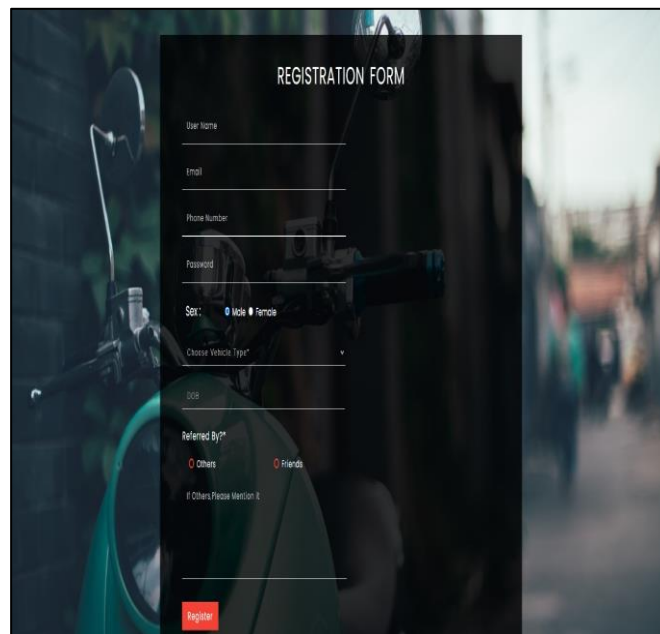 REGISTRATION FORM
User Name
Email
Phone Number
Password
Sex : Male Female
Choose Vehicle Type*
DOB
Referred By?*
Others Friends
If Others,Please Mention it
Register